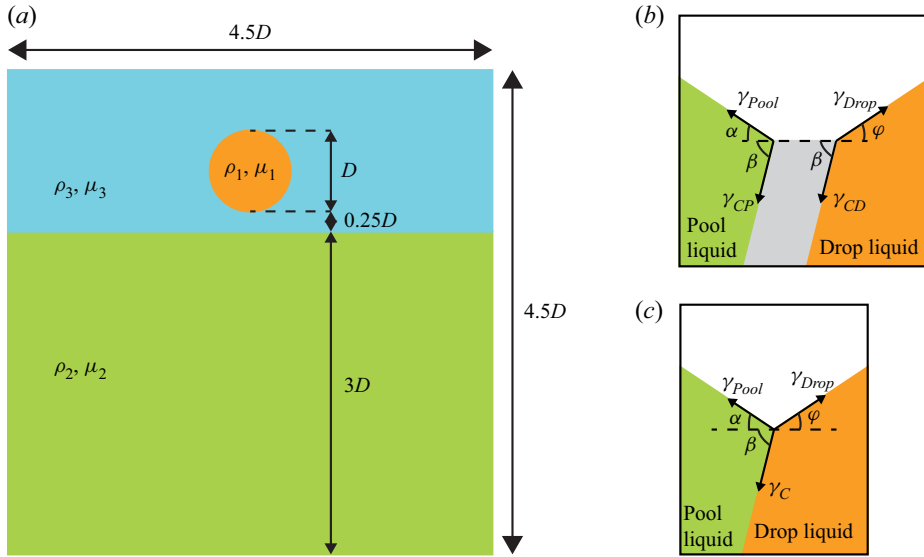 (a)
4.5D
ρ1, μ1
D
ρ3, μ3
0.25D
4.5D
ρ2, μ2
3D
(b)
γPool
γDrop
α
φ
β
β
γCP
γCD
Pool
liquid
Drop liquid
(c)
γPool
γDrop
α
φ
β
γC
Pool
liquid
Drop liquid